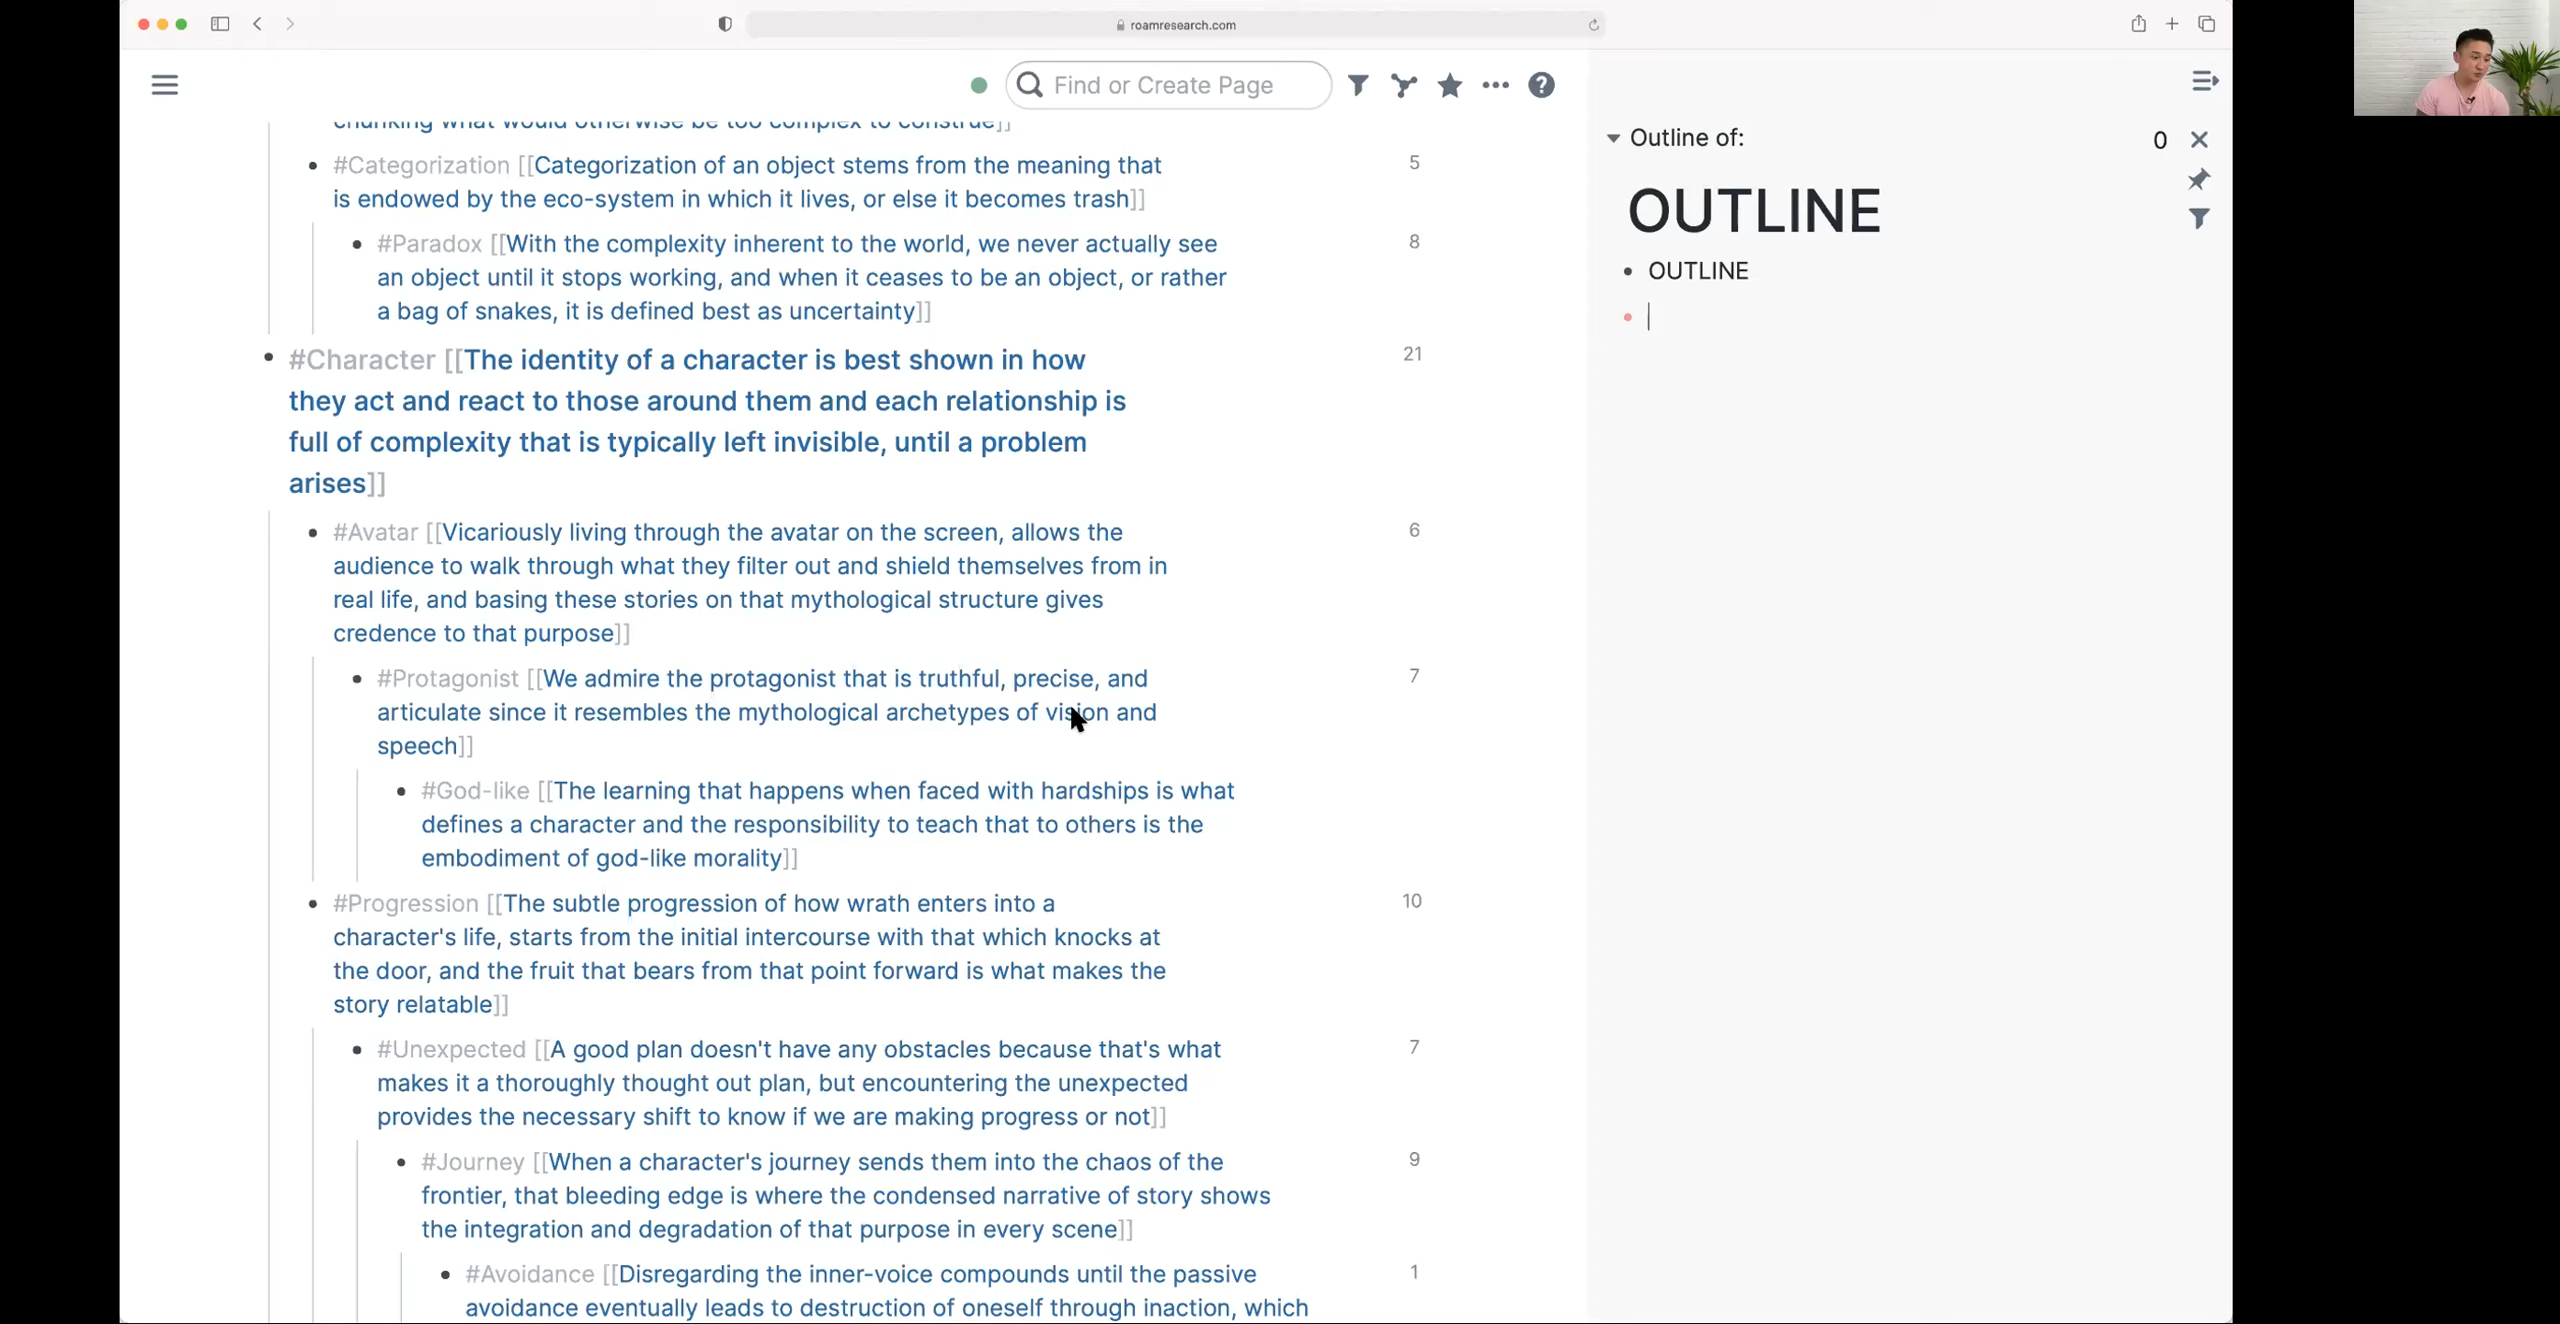 roamresearch.com
Find or Create Page
chunking what would otherwise be too complex to construe]]
#Categorization [[Categorization of an object stems from the meaning that
is endowed by the eco-system in which it lives, or else it becomes trash]]
5
#Paradox [[With the complexity inherent to the world, we never actually see
an object until it stops working, and when it ceases to be an object, or rather
a bag of snakes, it is defined best as uncertainty]]
8
#Character [[The identity of a character is best shown in how
they act and react to those around them and each relationship is
full of complexity that is typically left invisible, until a problem
arises]]
21
#Avatar [[Vicariously living through the avatar on the screen, allows the
audience to walk through what they filter out and shield themselves from in
real life, and basing these stories on that mythological structure gives
credence to that purpose]]
6
#Protagonist [[We admire the protagonist that is truthful, precise, and
articulate since it resembles the mythological archetypes of vision and
speech]]
7
#God-like [[The learning that happens when faced with hardships is what
defines a character and the responsibility to teach that to others is the
embodiment of god-like morality]]
#Progression [[The subtle progression of how wrath enters into a
character's life, starts from the initial intercourse with that which knocks at
the door, and the fruit that bears from that point forward is what makes the
story relatable]]
10
#Unexpected [[A good plan doesn't have any obstacles because that's what
makes it a thoroughly thought out plan, but encountering the unexpected
provides the necessary shift to know if we are making progress or not]]
7
#Journey [[When a character's journey sends them into the chaos of the
frontier, that bleeding edge is where the condensed narrative of story shows
the integration and degradation of that purpose in every scene]]
9
#Avoidance [[Disregarding the inner-voice compounds until the passive
avoidance eventually leads to destruction of oneself through inaction, which
1
Outline of:
0
OUTLINE
OUTLINE